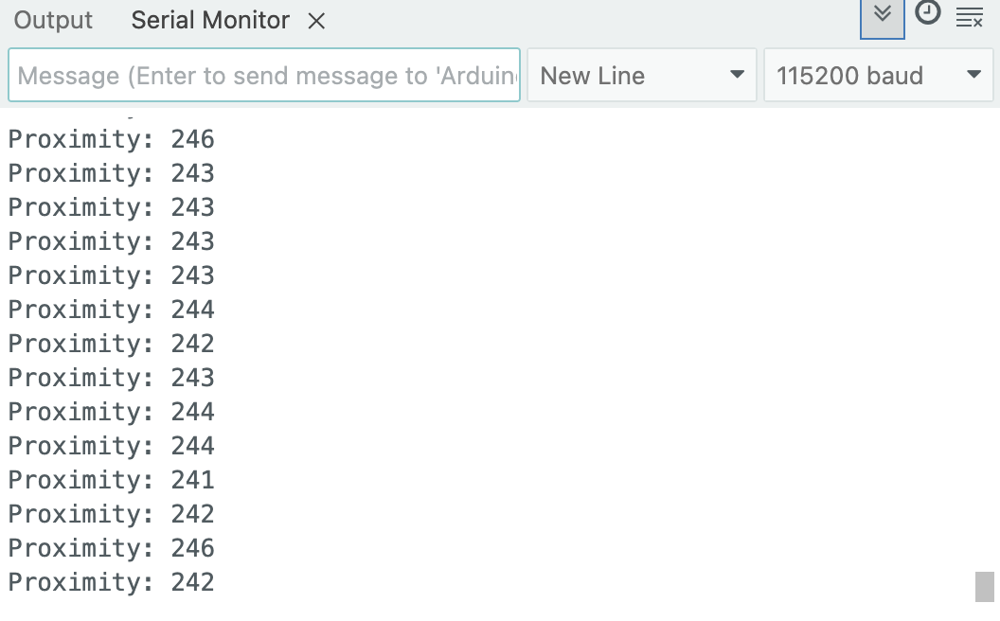 Output Serial Monitor
Message (Enter to send message to 'Arduin New Line 115200 baud
Proximity: 246
Proximity: 243
Proximity: 243
Proximity: 243
Proximity: 243
Proximity: 244
Proximity: 242
Proximity: 243
Proximity: 244
Proximity: 244
Proximity: 241
Proximity: 242
Proximity: 246
Proximity: 242